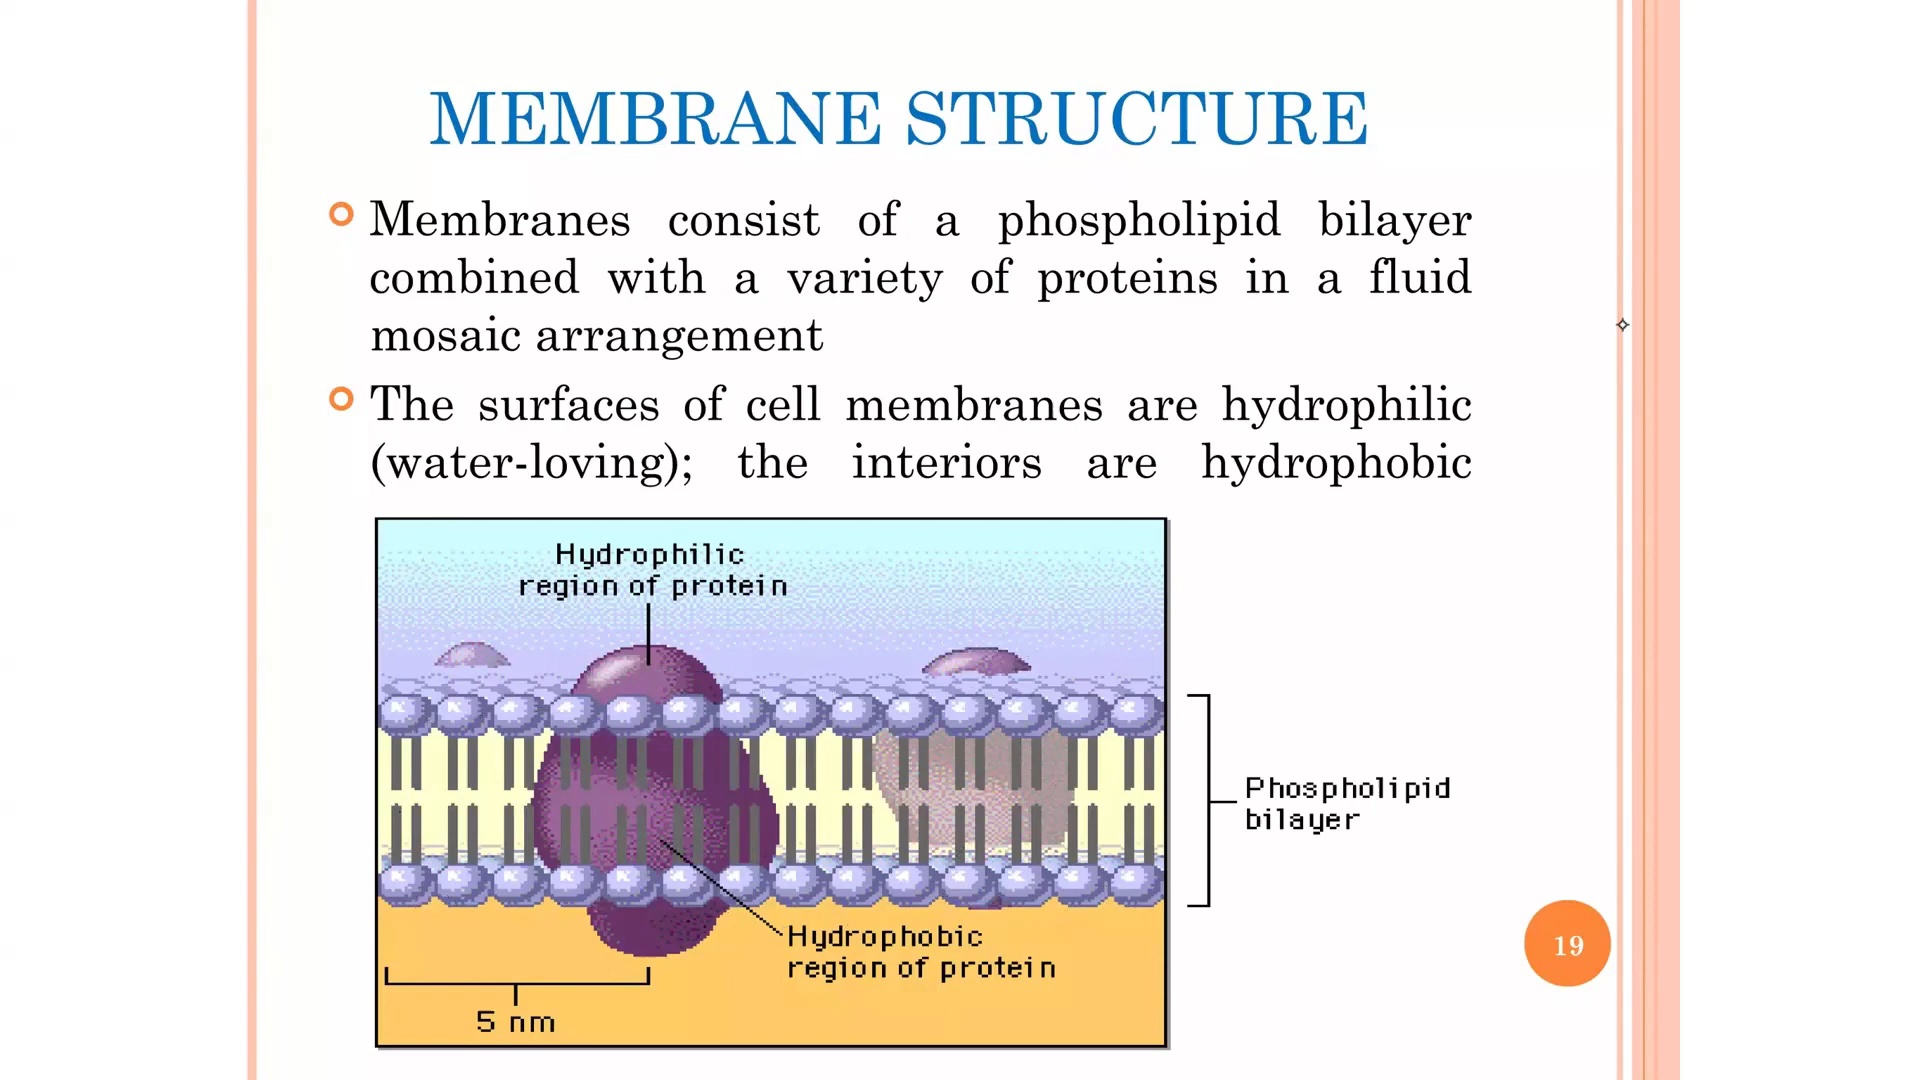 MEMBRANE STRUCTURE
Membranes consist of a phospholipid bilayer
combined with a variety of proteins in a fluid
mosaic arrangement
The surfaces of cell membranes are hydrophilic
(water-loving); the interiors are hydrophobic
Hydrophilic
region of protein
Phospholipid
bilayer
Hydrophobic
region of protein
5 nm
19